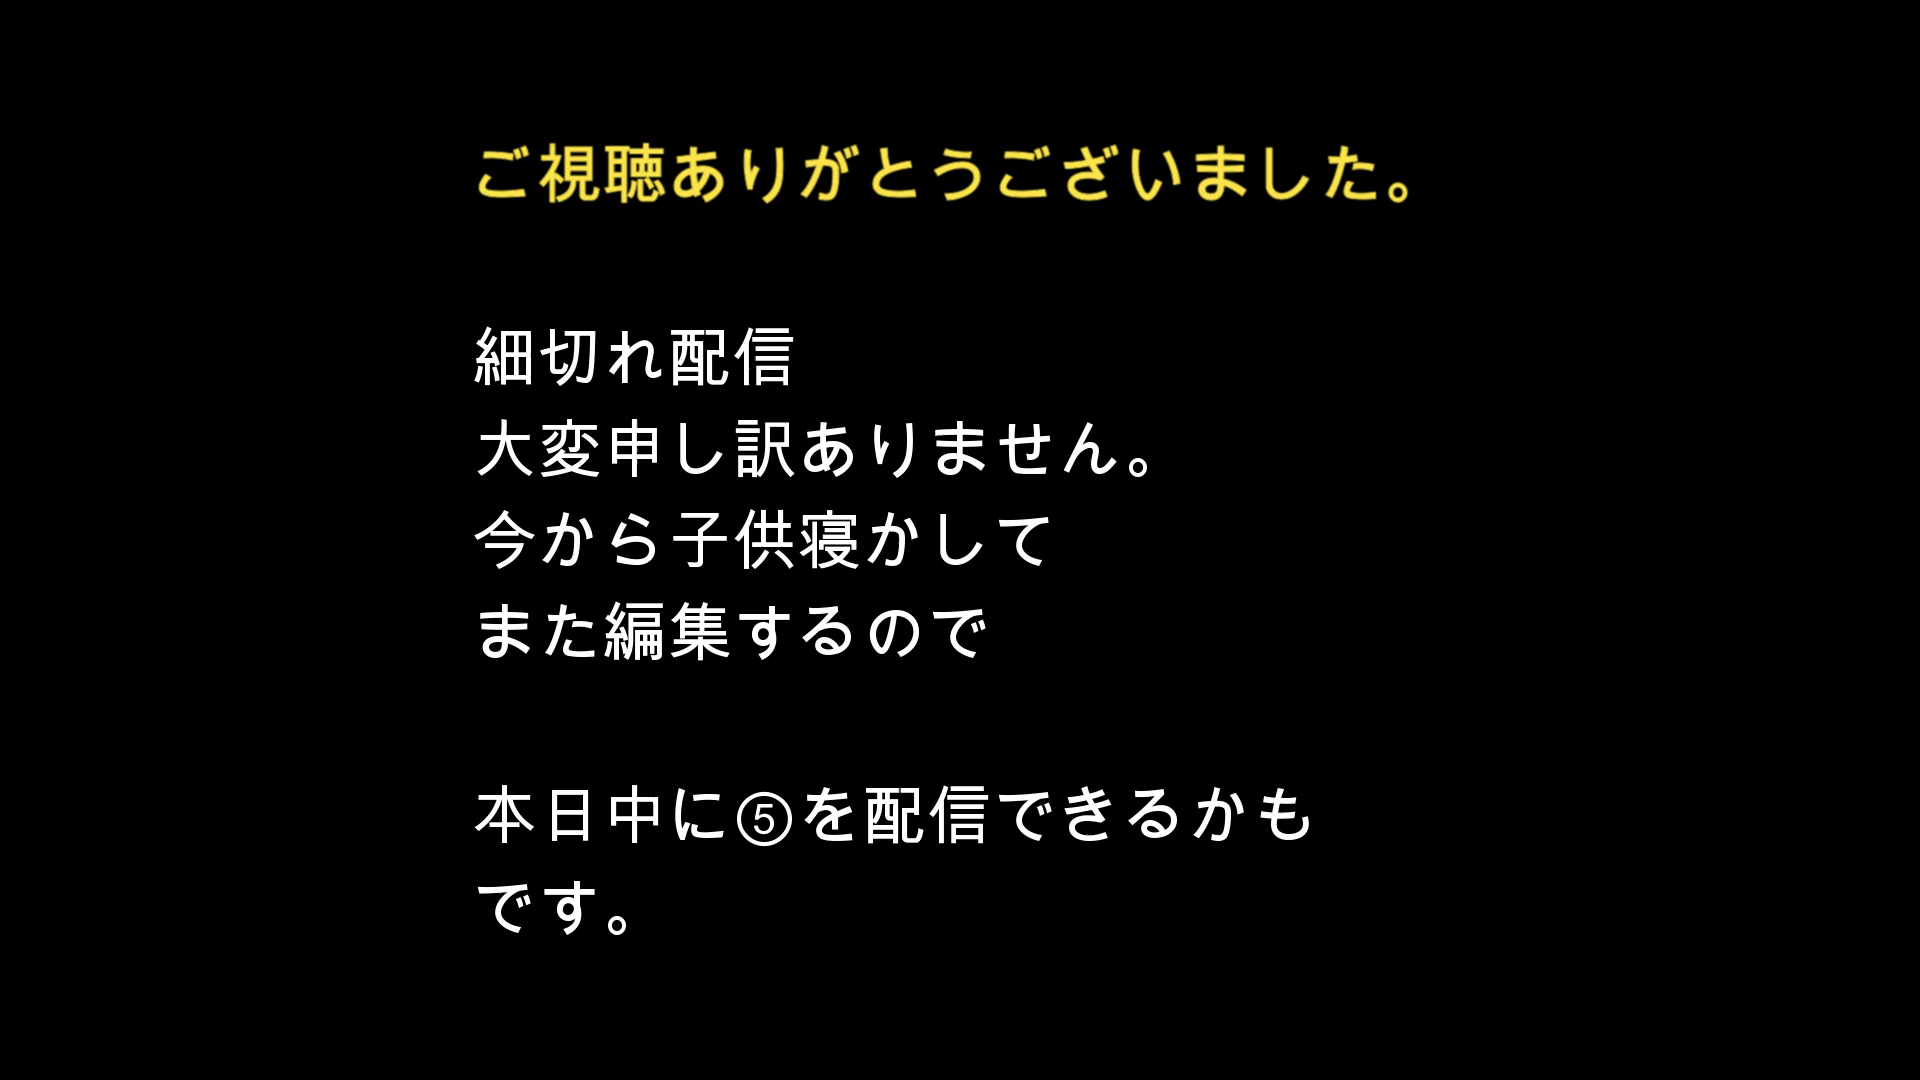 ご視聴ありがとうございました。
細切れ配信
大変申し訳ありません。
今から子供寝かして
また編集するので
本日中に⑤を配信できるかも
です。